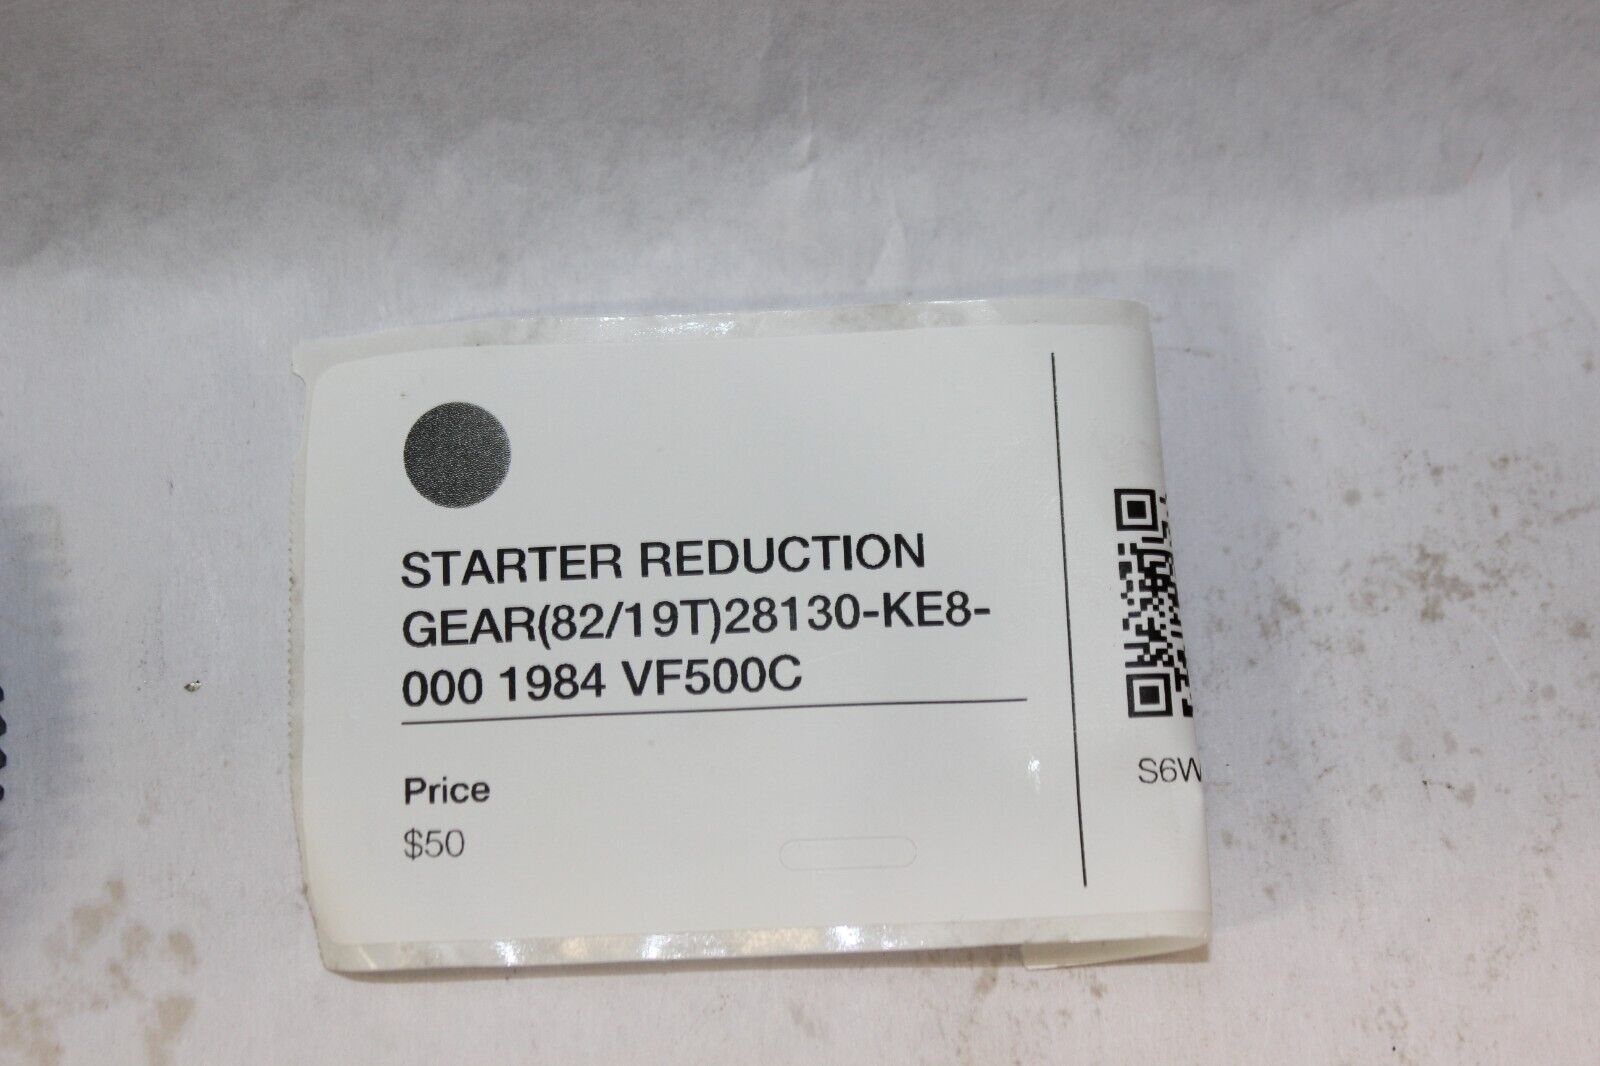 STARTER REDUCTION
GEAR(82/19T)28130-KE8-
000 1984 VF500C
Price
$50
S6W